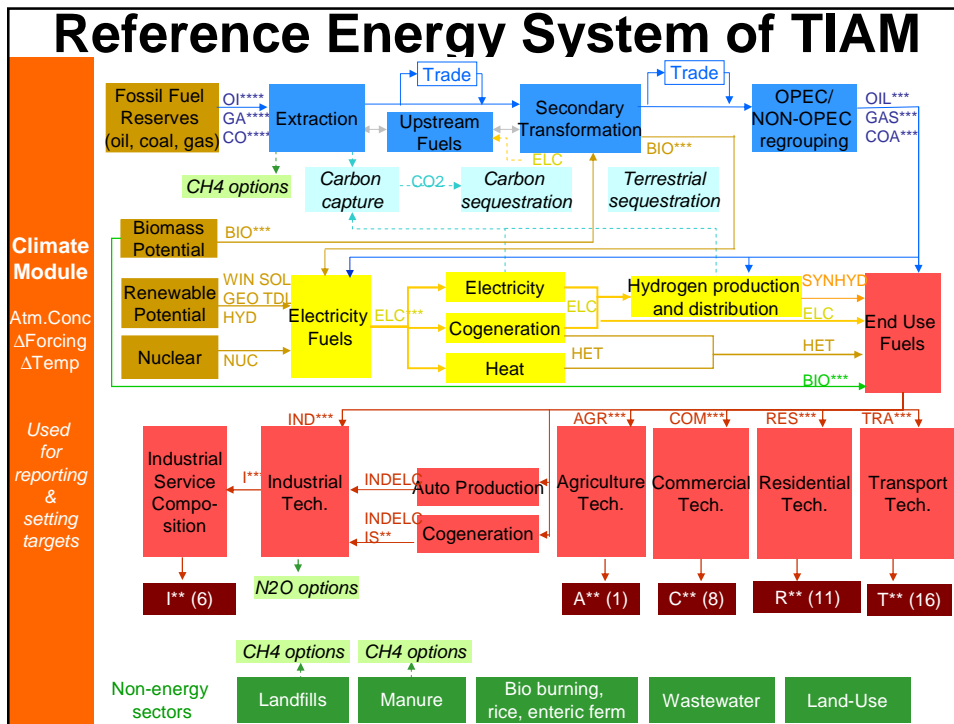 Reference Energy System of TIAM
Trade
Trade
Fossil Fuel
Reserves
(oil, coal, gas)
OI****
GA****
CO****
Extraction
Upstream
Fuels
Secondary
Transformation
OPEC/
NON-OPEC
regrouping
OIL***
GAS***
COA***
ELC
BIO***
CH4 options
Carbon
capture
CO2
Carbon
sequestration
Terrestrial
sequestration
Climate
Module
Atm.Conc
ΔForcing
ΔTemp
Used
for
reporting
&
setting
targets
Biomass
Potential
BIO***
Renewable
Potential
WIN SOL
GEO TDL
HYD
Nuclear
NUC
Electricity
Fuels
ELC***
Electricity
Cogeneration
Heat
ELC
HET
Hydrogen production
and distribution
SYNHYD
ELC
HET
BIO***
End Use
Fuels
IND***
AGR***
COM***
RES***
TRA***
Industrial
Service
Compo-
sition
I***
Industrial
Tech.
INDELC
Auto Production
INDELC
IS**
Cogeneration
Agriculture
Tech.
Commercial
Tech.
Residential
Tech.
Transport
Tech.
I** (6)
N2O options
A** (1)
C** (8)
R** (11)
T** (16)
CH4 options
CH4 options
Non-energy
sectors
Landfills
Manure
Bio burning,
rice, enteric ferm
Wastewater
Land-Use